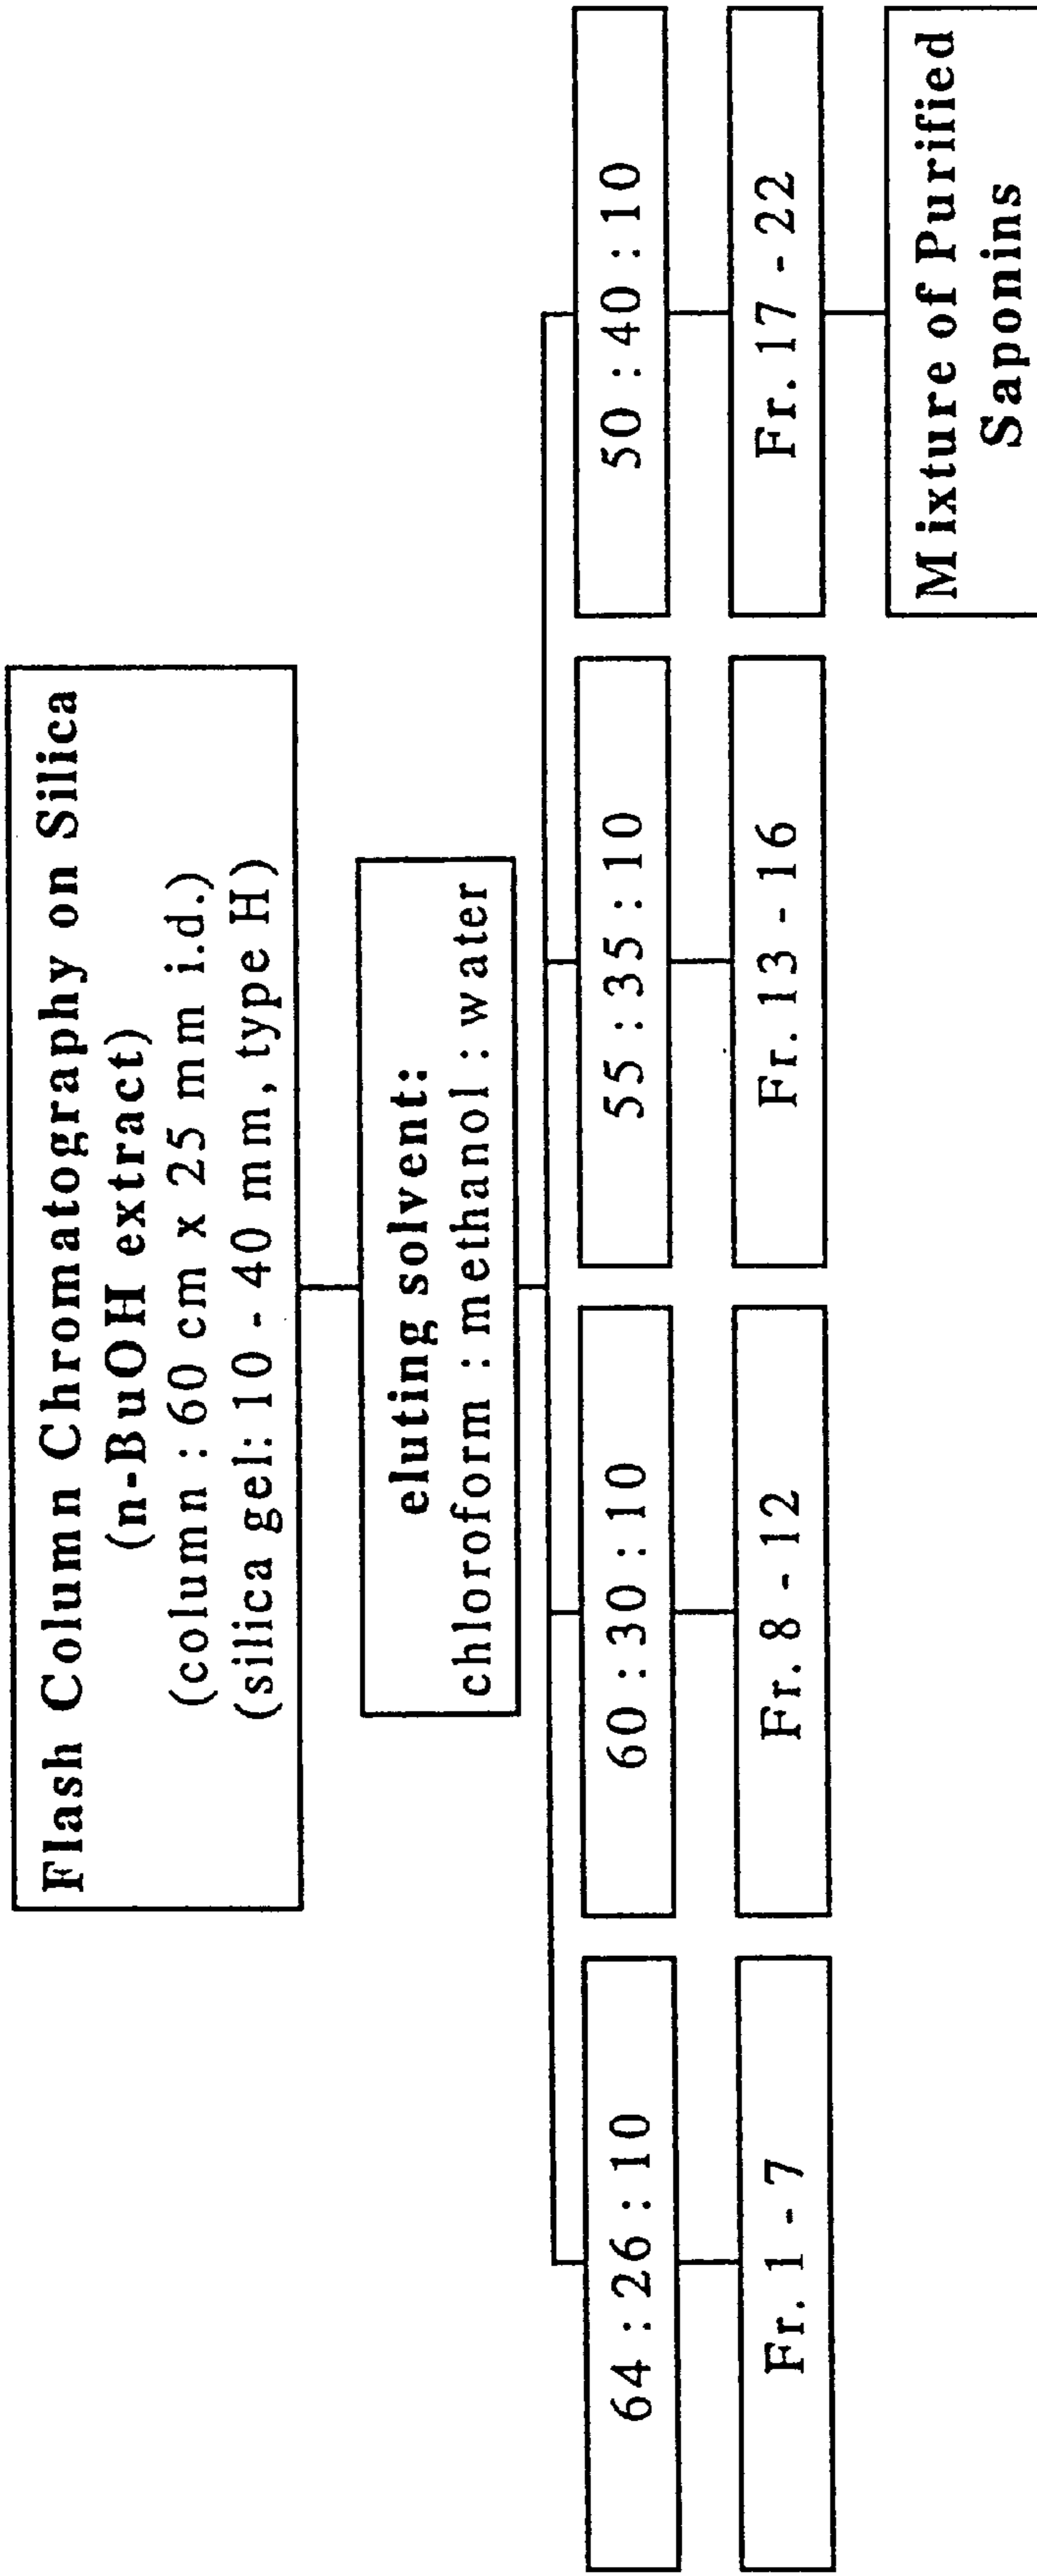 Flash Column Chromatography on Silica
(n-BuOH extract)
(column : 60 cm x 25 mm i.d.)
(silica gel: 10 - 40 mm, type H)
eluting solvent:
chloroform : methanol : water
64 : 26 : 10
60 : 30 : 10
55 : 35 : 10
50 : 40 : 10
Fr. 1 - 7
Fr. 8 - 12
Fr. 13 - 16
Fr. 17 - 22
Mixture of Purified
Saponins